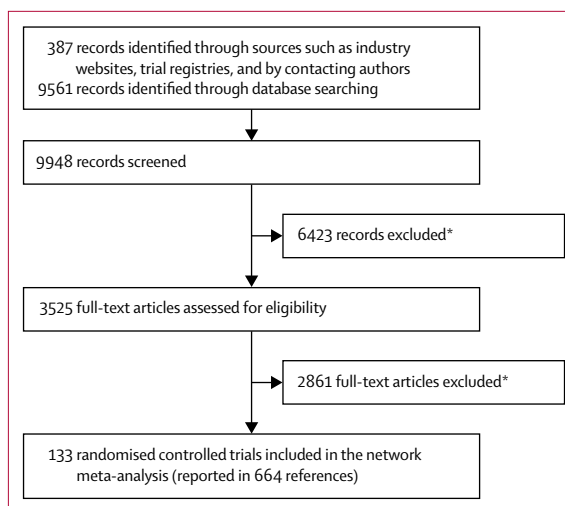 387 records identified through sources such as industry
websites, trial registries, and by contacting authors
9561 records identified through database searching
9948 records screened
6423 records excluded*
3525 full-text articles assessed for eligibility
2861 full-text articles excluded*
133 randomised controlled trials included in the network
meta-analysis (reported in 664 references)